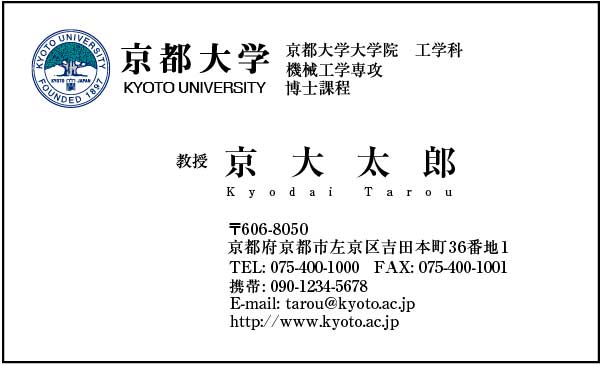 KYOTO UNIVERSITY
KYOTO JAPAN
FOUNDED 1897
京都大学
KYOTO UNIVERSITY
京都大学大学院　工学科
機械工学専攻
博士課程
教授　京大太郎
Kyodai Tarou
〒606-8050
京都府京都市左京区吉田本町36番地1
TEL: 075-400-1000　FAX: 075-400-1001
携帯: 090-1234-5678
E-mail: tarou@kyoto.ac.jp
http://www.kyoto.ac.jp